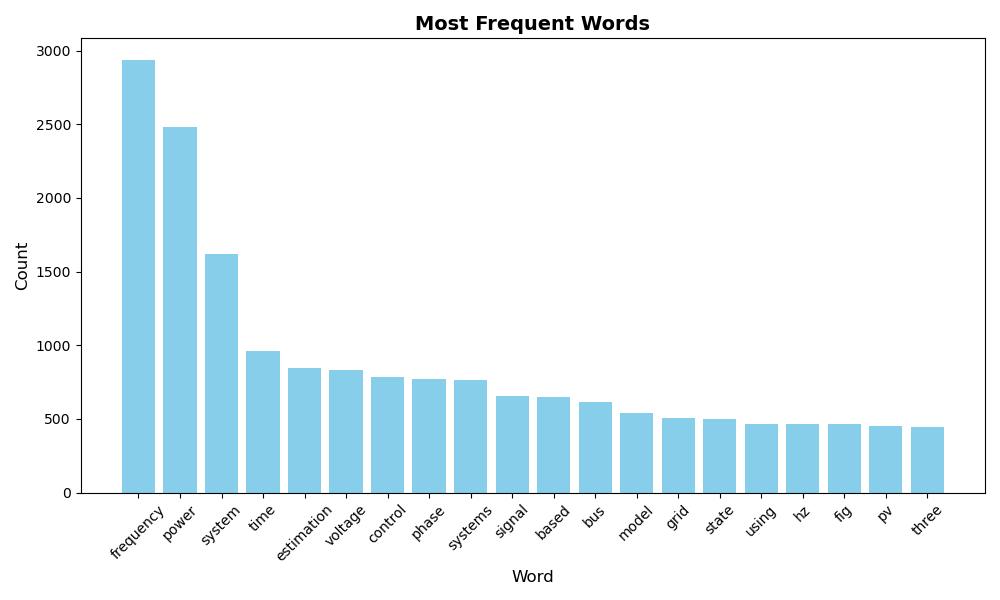 Most Frequent Words
3000
2500
2000
1500
1000
500
0
Count
frequency
power
system
time
estimation
voltage
control
phase
systems
signal
based
bus
model
grid
state
using
hz
fig
pv
three
Word